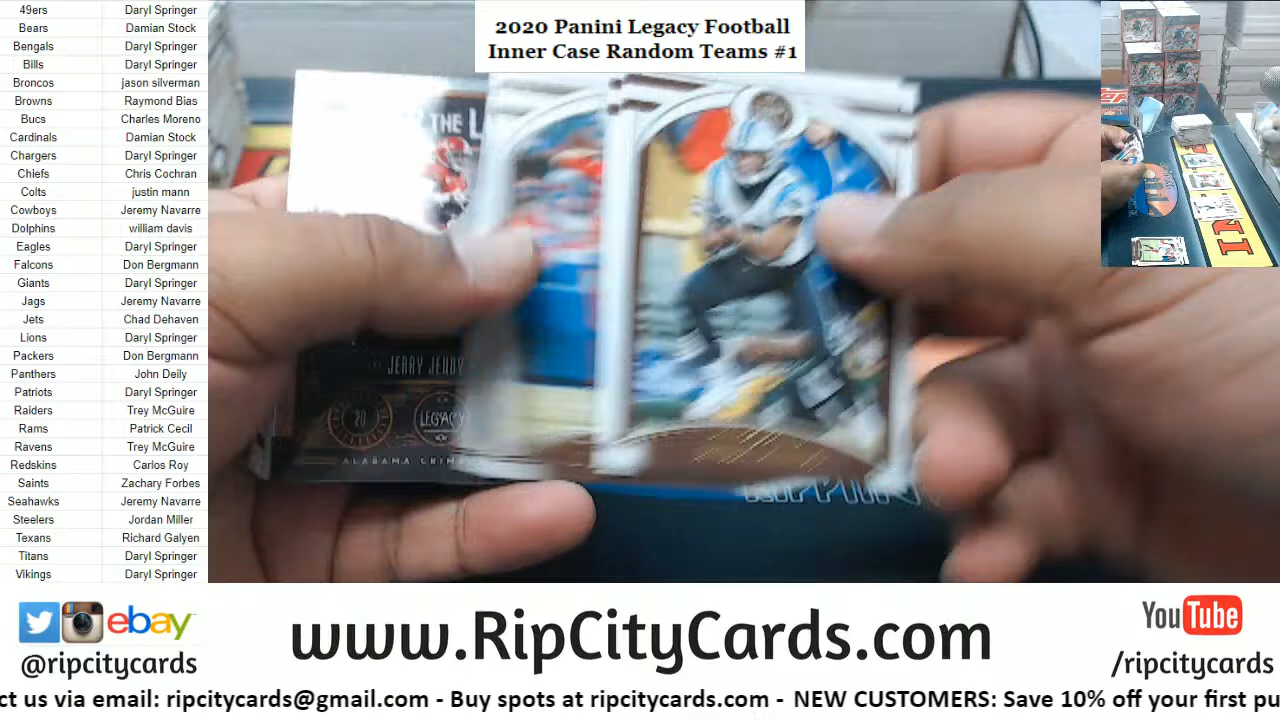 2020 Panini Legacy Football
Inner Case Random Teams #1
49ers Daryl Springer
Bears Damian Stock
Bengals Daryl Springer
Bills Daryl Springer
Broncos jason silverman
Browns Raymond Bias
Bucs Charles Moreno
Cardinals Damian Stock
Chargers Daryl Springer
Chiefs Chris Cochran
Colts justin mann
Cowboys Jeremy Navarre
Dolphins william davis
Eagles Daryl Springer
Falcons Don Bergmann
Giants Daryl Springer
Jags Jeremy Navarre
Jets Chad Dehaven
Lions Daryl Springer
Packers Don Bergmann
Panthers John Deily
Patriots Daryl Springer
Raiders Trey McGuire
Rams Patrick Cecil
Ravens Trey McGuire
Redskins Carlos Roy
Saints Zachary Forbes
Seahawks Jeremy Navarre
Steelers Jordan Miller
Texans Richard Galyen
Titans Daryl Springer
Vikings Daryl Springer
THE L
JERRY JEUDY
20 LEGACY
ALABAMA CRIM
ebay
@ripcitycards
www.RipCityCards.com
YouTube
/ripcitycards
ct us via email: ripcitycards@gmail.com - Buy spots at ripcitycards.com - NEW CUSTOMERS: Save 10% off your first pu